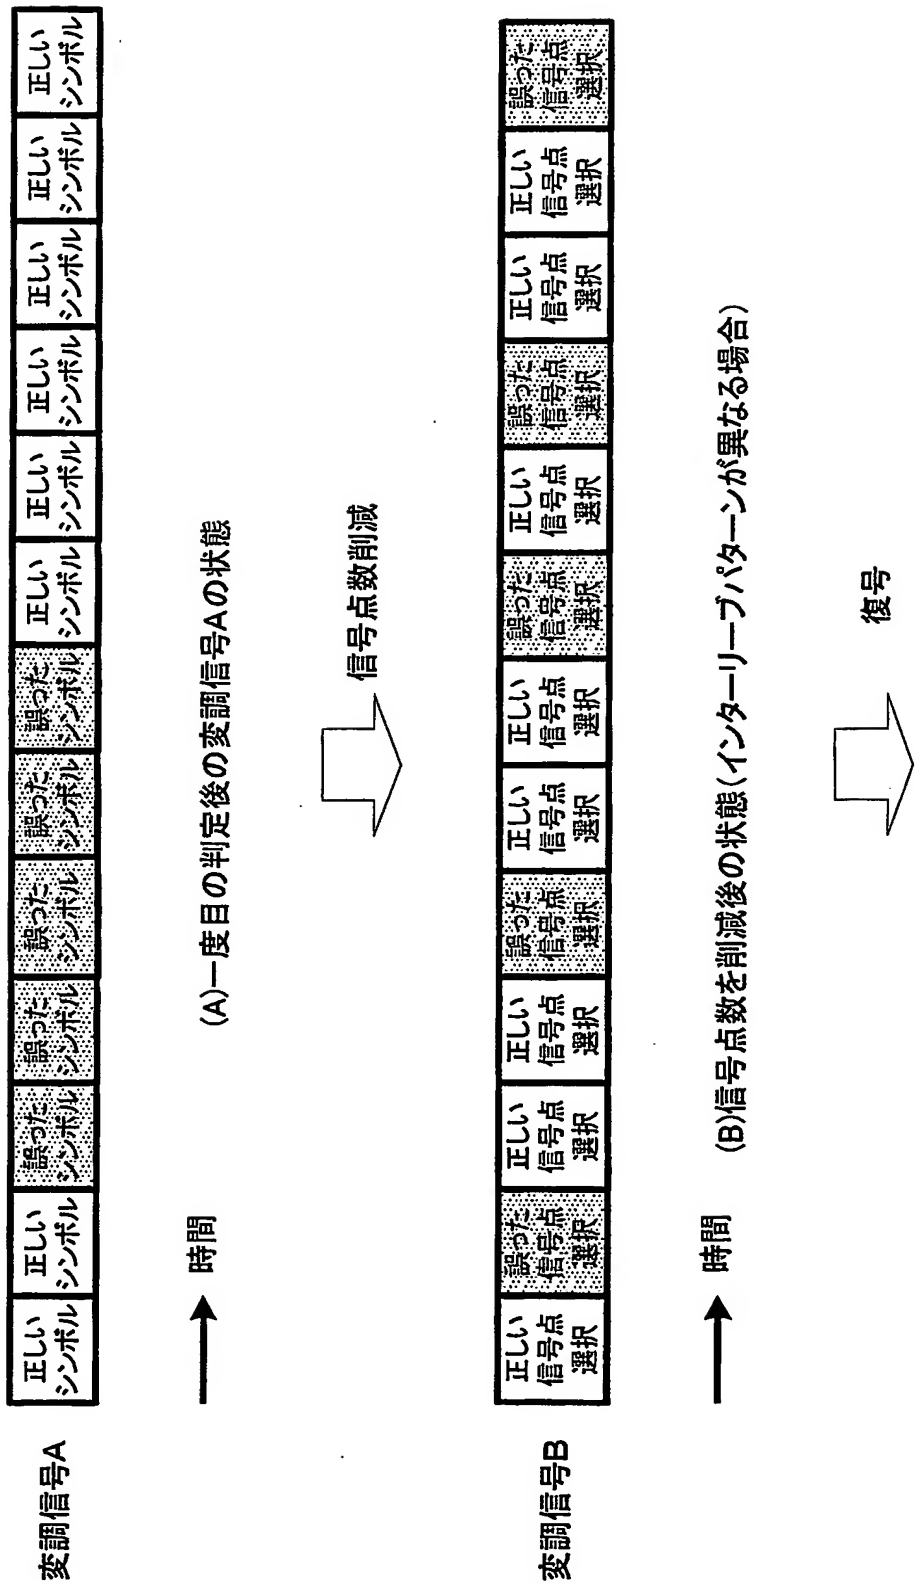 変調信号A
正しい
シンボル
正しい
シンボル
誤った
シンボル
誤った
シンボル
誤った
シンボル
誤った
シンボル
誤った
シンボル
正しい
シンボル
正しい
シンボル
正しい
シンボル
正しい
シンボル
正しい
シンボル
正しい
シンボル
時間
(A)一度目の判定後の変調信号Aの状態
信号点数削減
変調信号B
正しい
信号点
選択
誤った
信号点
選択
正しい
信号点
選択
正しい
信号点
選択
誤った
信号点
選択
正しい
信号点
選択
正しい
信号点
選択
誤った
信号点
選択
正しい
信号点
選択
誤った
信号点
選択
正しい
信号点
選択
正しい
信号点
選択
誤った
信号点
選択
時間
(B)信号点数を削減後の状態(インターリーブパターンが異なる場合)
復号